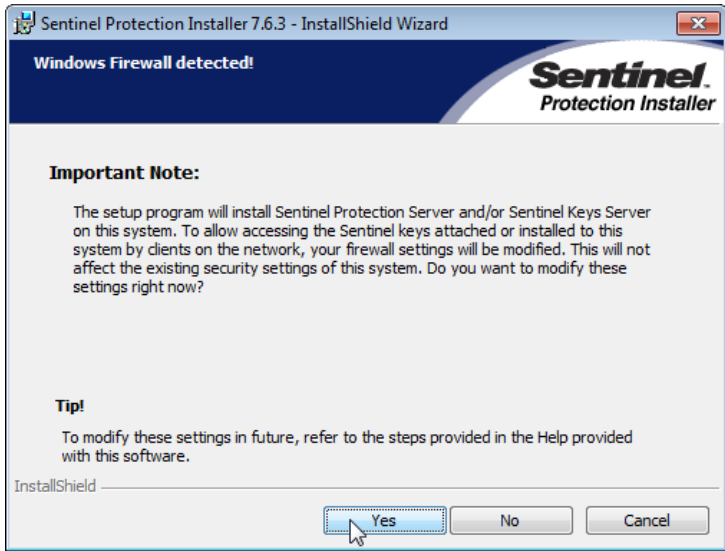 Sentinel Protection Installer 7.6.3 - InstallShield Wizard
Windows Firewall detected!
Sentinel.
Protection Installer
Important Note:
The setup program will install Sentinel Protection Server and/or Sentinel Keys Server
on this system. To allow accessing the Sentinel keys attached or installed to this
system by clients on the network, your firewall settings will be modified. This will not
affect the existing security settings of this system. Do you want to modify these
settings right now?
Tip!
To modify these settings in future, refer to the steps provided in the Help provided
with this software.
InstallShield
Yes No Cancel